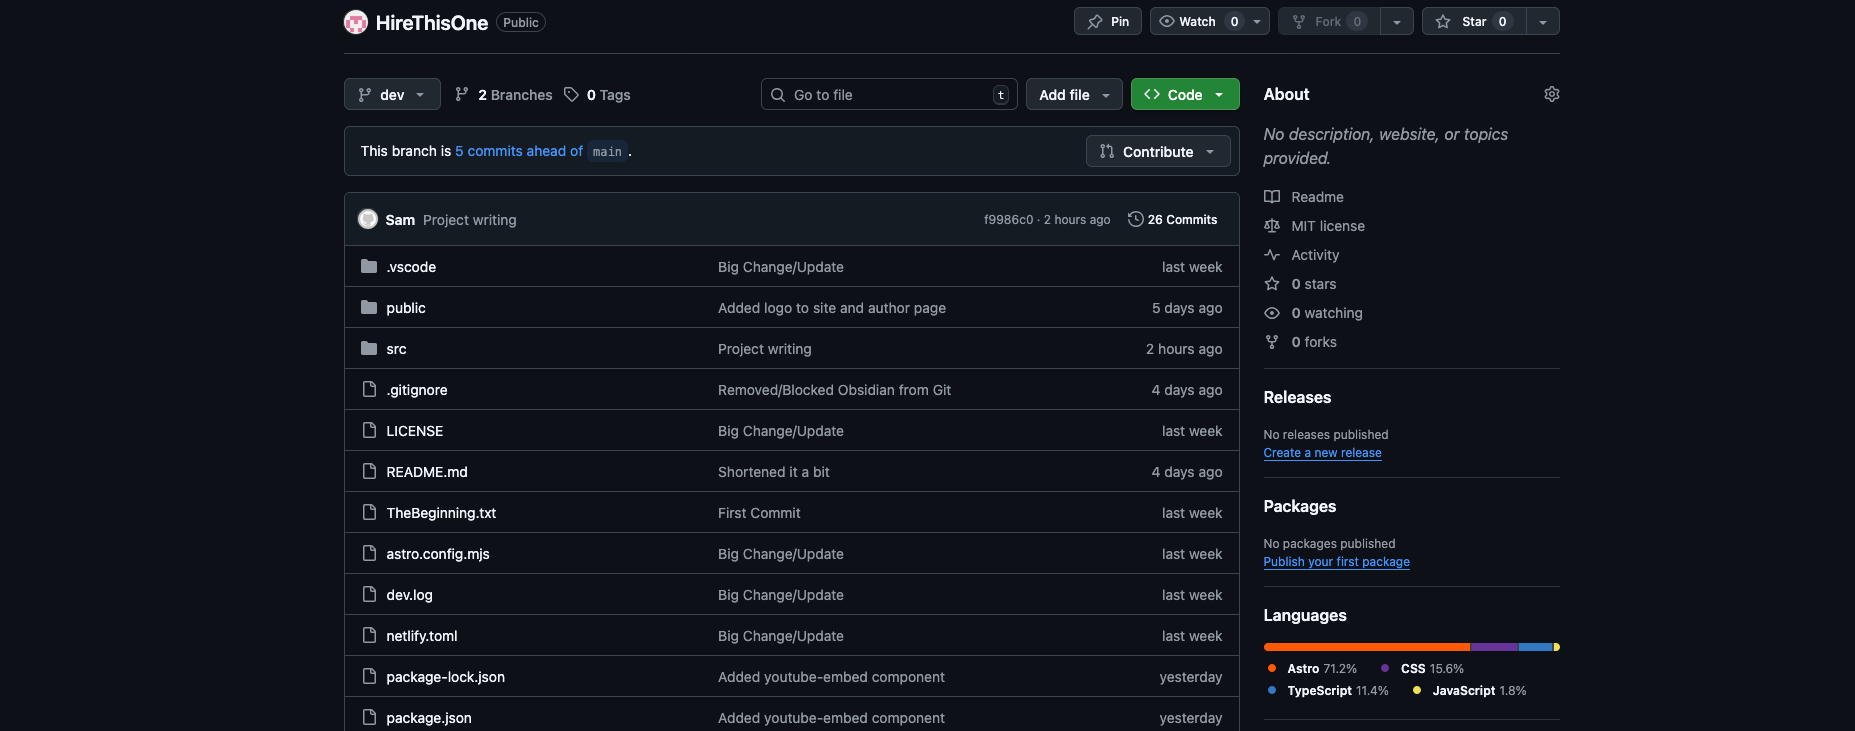 HireThisOne Public Pin Watch 0 Fork 0 Star 0
dev 2 Branches 0 Tags Go to file t Add file Code
This branch is 5 commits ahead of main .
Contribute
Sam Project writing f9986c0 · 2 hours ago 26 Commits
.vscode Big Change/Update last week
public Added logo to site and author page 5 days ago
src Project writing 2 hours ago
.gitignore Removed/Blocked Obsidian from Git 4 days ago
LICENSE Big Change/Update last week
README.md Shortened it a bit 4 days ago
TheBeginning.txt First Commit last week
astro.config.mjs Big Change/Update last week
dev.log Big Change/Update last week
netlify.toml Big Change/Update last week
package-lock.json Added youtube-embed component yesterday
package.json Added youtube-embed component yesterday
About
No description, website, or topics
provided.
Readme
MIT license
Activity
0 stars
0 watching
0 forks
Releases
No releases published
Create a new release
Packages
No packages published
Publish your first package
Languages
Astro 71.2% CSS 15.6%
TypeScript 11.4% JavaScript 1.8%